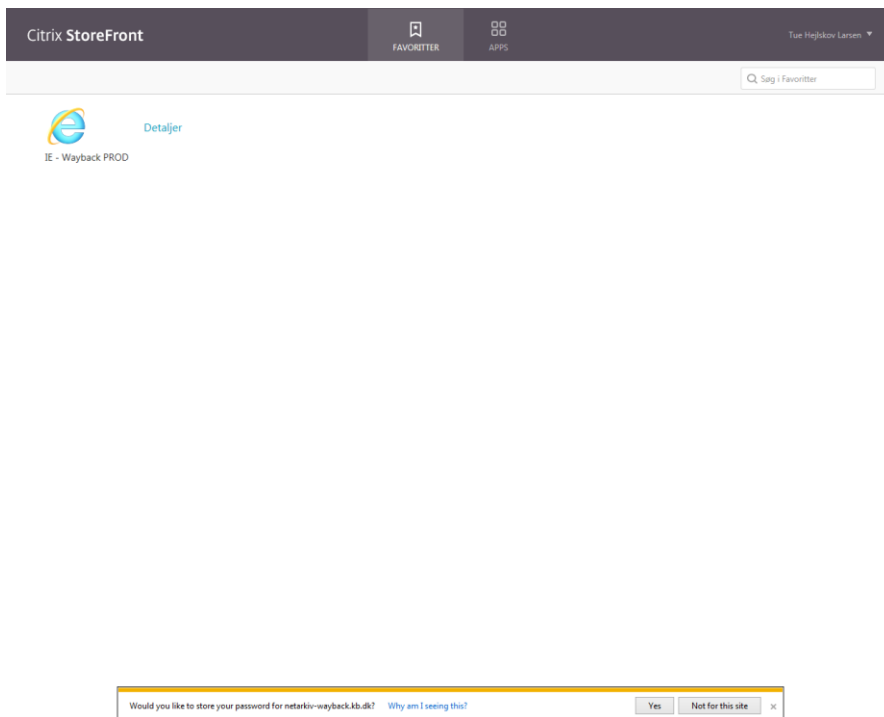 Citrix StoreFront
FAVORITTER
APPS
Tue Hejlskov Larsen
Søg i Favoritter
Detaljer
IE - Wayback PROD
Would you like to store your password for netarkiv-wayback.kb.dk? Why am I seeing this? Yes Not for this site ×